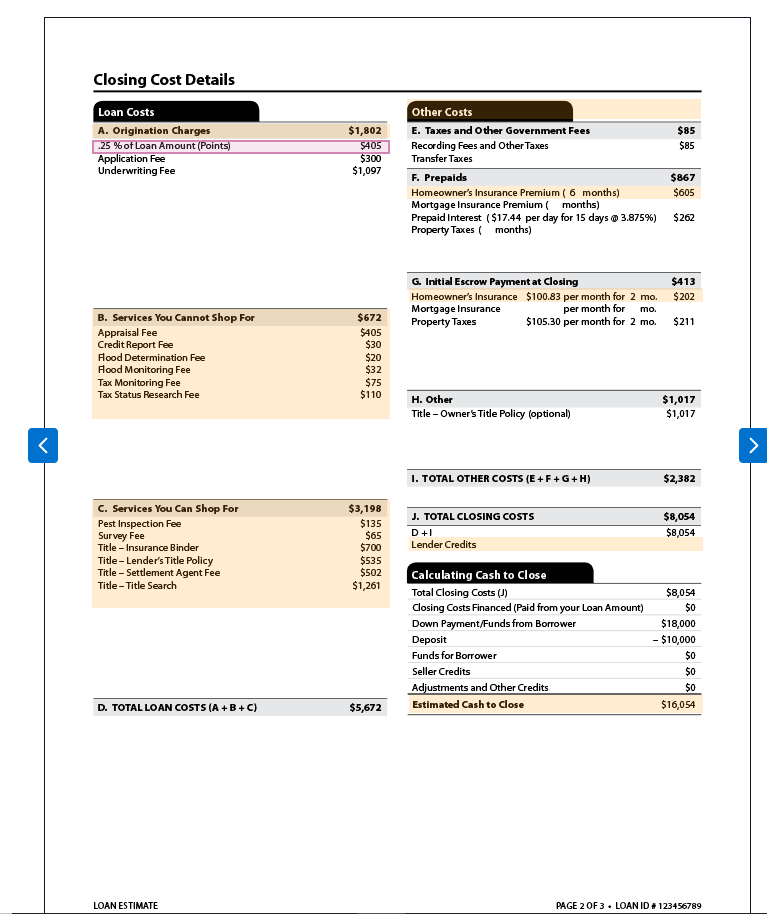 Closing Cost Details
Loan Costs
A. Origination Charges $1,802
.25 % of Loan Amount (Points) $405
Application Fee $300
Underwriting Fee $1,097
B. Services You Cannot Shop For $672
Appraisal Fee $405
Credit Report Fee $30
Flood Determination Fee $20
Flood Monitoring Fee $32
Tax Monitoring Fee $75
Tax Status Research Fee $110
C. Services You Can Shop For $3,198
Pest Inspection Fee $135
Survey Fee $65
Title – Insurance Binder $700
Title – Lender's Title Policy $535
Title – Settlement Agent Fee $502
Title – Title Search $1,261
D. TOTAL LOAN COSTS (A + B + C) $5,672
Other Costs
E. Taxes and Other Government Fees $85
Recording Fees and Other Taxes $85
Transfer Taxes
F. Prepaids $867
Homeowner's Insurance Premium ( 6 months) $605
Mortgage Insurance Premium ( months)
Prepaid Interest ( $17.44 per day for 15 days @ 3.875%) $262
Property Taxes ( months)
G. Initial Escrow Payment at Closing $413
Homeowner's Insurance $100.83 per month for 2 mo. $202
Mortgage Insurance per month for mo.
Property Taxes $105.30 per month for 2 mo. $211
H. Other $1,017
Title – Owner's Title Policy (optional) $1,017
I. TOTAL OTHER COSTS (E + F + G + H) $2,382
J. TOTAL CLOSING COSTS $8,054
D + I $8,054
Lender Credits
Calculating Cash to Close
Total Closing Costs (J) $8,054
Closing Costs Financed (Paid from your Loan Amount) $0
Down Payment/Funds from Borrower $18,000
Deposit – $10,000
Funds for Borrower $0
Seller Credits $0
Adjustments and Other Credits $0
Estimated Cash to Close $16,054
LOAN ESTIMATE PAGE 2 OF 3 • LOAN ID # 123456789